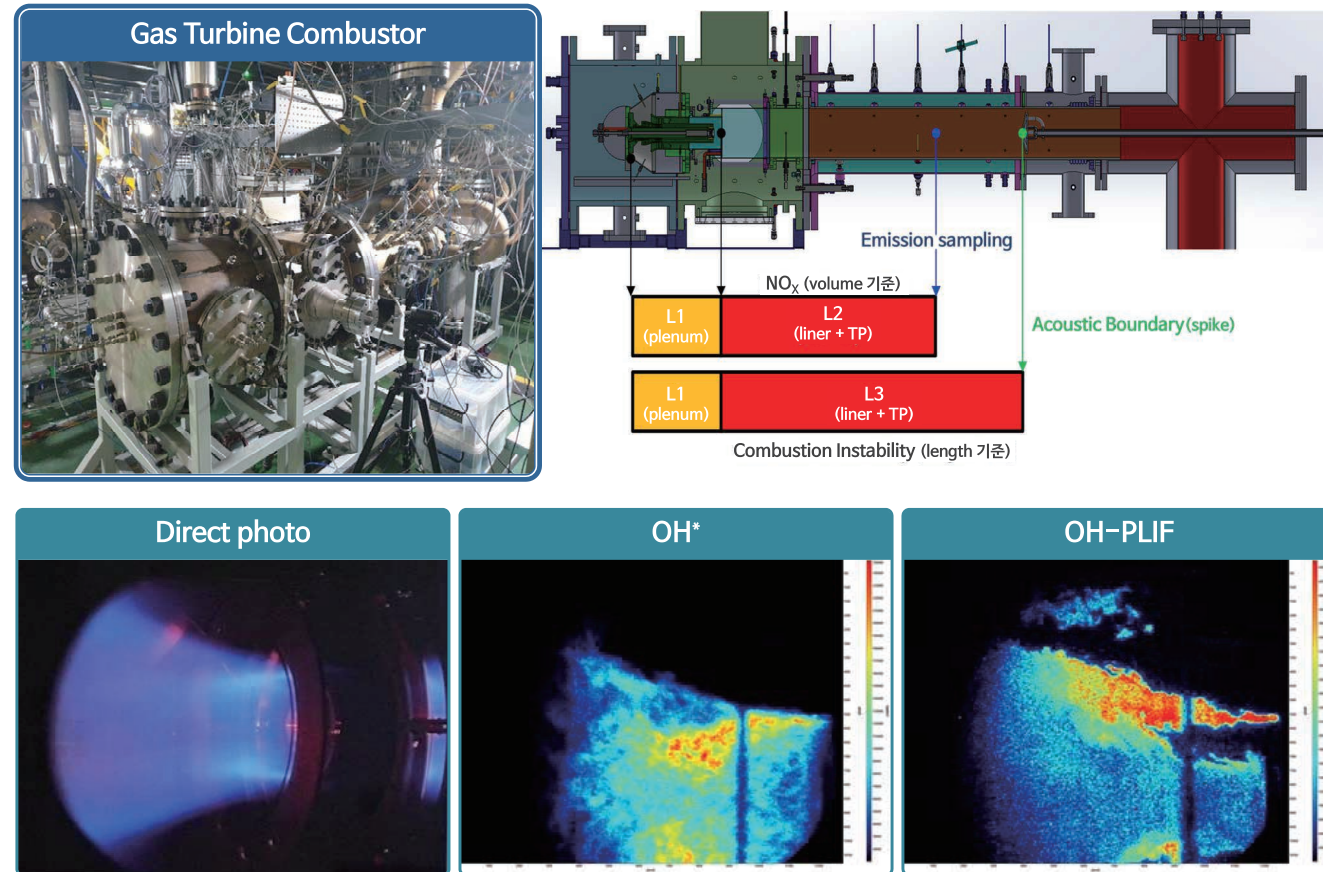 Gas Turbine Combustor
Emission sampling
NOX (volume 기준)
L1
(plenum)
L2
(liner + TP)
Acoustic Boundary(spike)
L1
(plenum)
L3
(liner + TP)
Combustion Instability (length 기준)
Direct photo
OH*
OH-PLIF